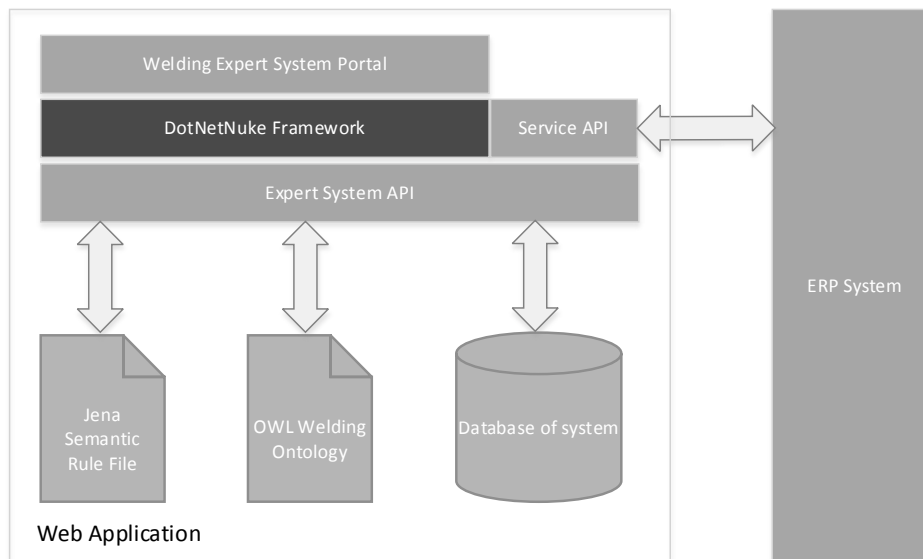 Welding Expert System Portal
DotNetNuke Framework
Service API
Expert System API
ERP System
Jena
Semantic
Rule File
OWL Welding
Ontology
Database of system
Web Application